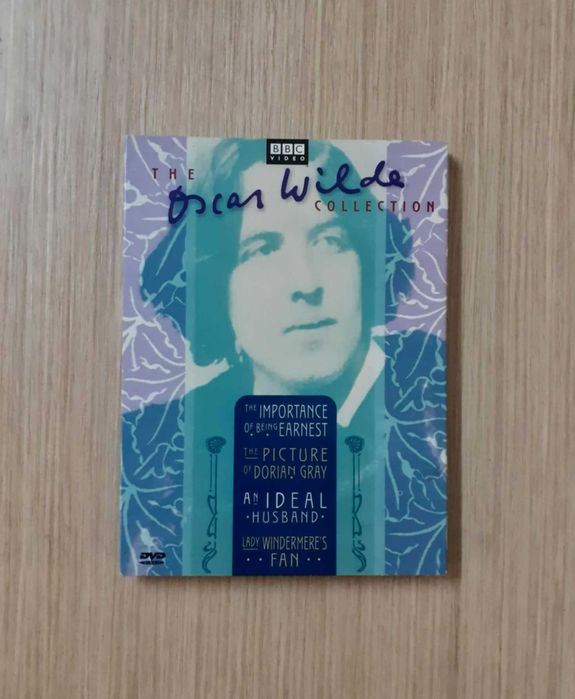 BBC
VIDEO
THE
Oscar Wilde
COLLECTION
THE IMPORTANCE
OF BEING EARNEST
THE PICTURE
OF DORIAN GRAY
AN IDEAL
·HUSBAND·
LADY WINDERMERE'S
··FAN··
DVD